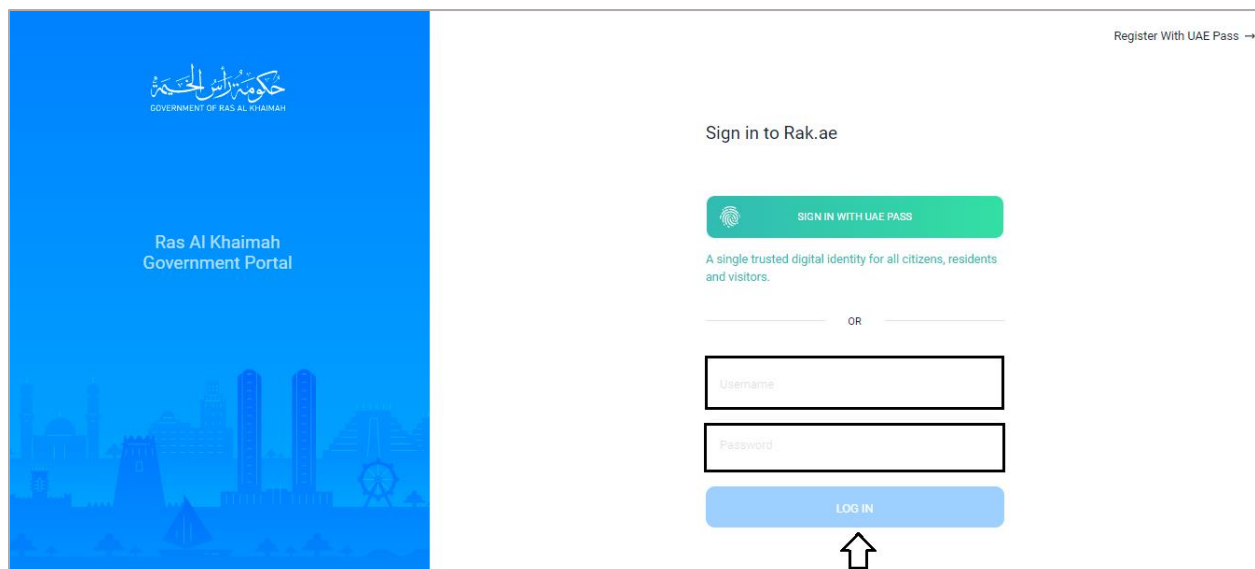 حكومة رأس الخيمة
GOVERNMENT OF RAS AL KHAIMAH
Ras Al Khaimah
Government Portal
Register With UAE Pass →
Sign in to Rak.ae
SIGN IN WITH UAE PASS
A single trusted digital identity for all citizens, residents
and visitors.
OR
Username
Password
LOG IN